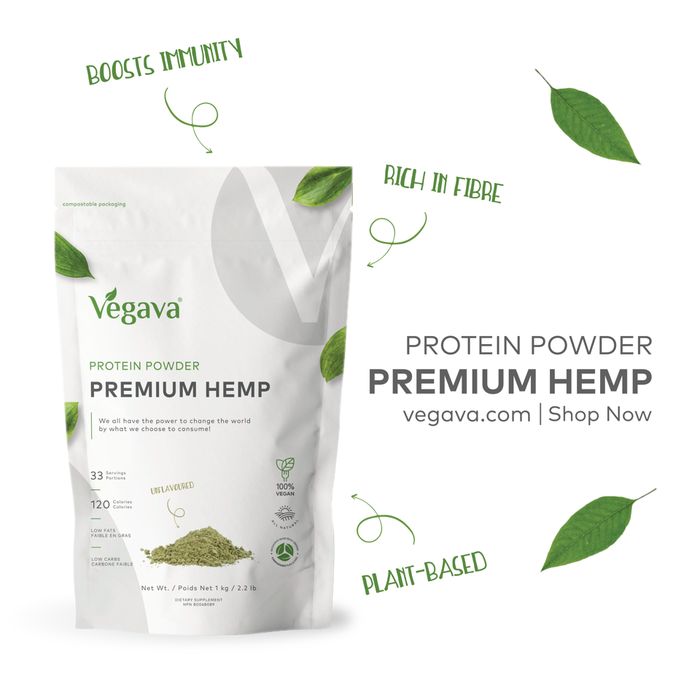 BOOSTS IMMUNITY
RICH IN FIBRE
compostable packaging
Vegava®
PROTEIN POWDER
PREMIUM HEMP
We all have the power to change the world
by what we choose to consume!
33 Servings
Portions
120 Calories
Calories
LOW FATS
FAIBLE EN GRAS
LOW CARBS
CARBONE FAIBLE
UNFLAVOURED
100%
VEGAN
ALL NATURAL
Net Wt. / Poids Net 1 kg / 2.2 lb
DIETARY SUPPLEMENT
PROTEIN POWDER
PREMIUM HEMP
vegava.com | Shop Now
PLANT-BASED